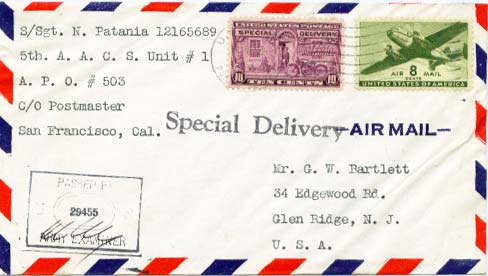 S/Sgt. N. Patania 12165689
5th. A. A. C. S. Unit # 1
A. P. O. # 503
C/O Postmaster
San Francisco, Cal.
UNITED STATES POSTAGE
SPECIAL DELIVERY
10 TEN CENTS 10
AIR 8 MAIL
CENTS
UNITED STATES OF AMERICA
Special Delivery
—AIR MAIL—
PASSED BY
29455
ARMY EXAMINER
Mr. G. W. Bartlett
34 Edgewood Rd.
Glen Ridge, N. J.
U. S. A.